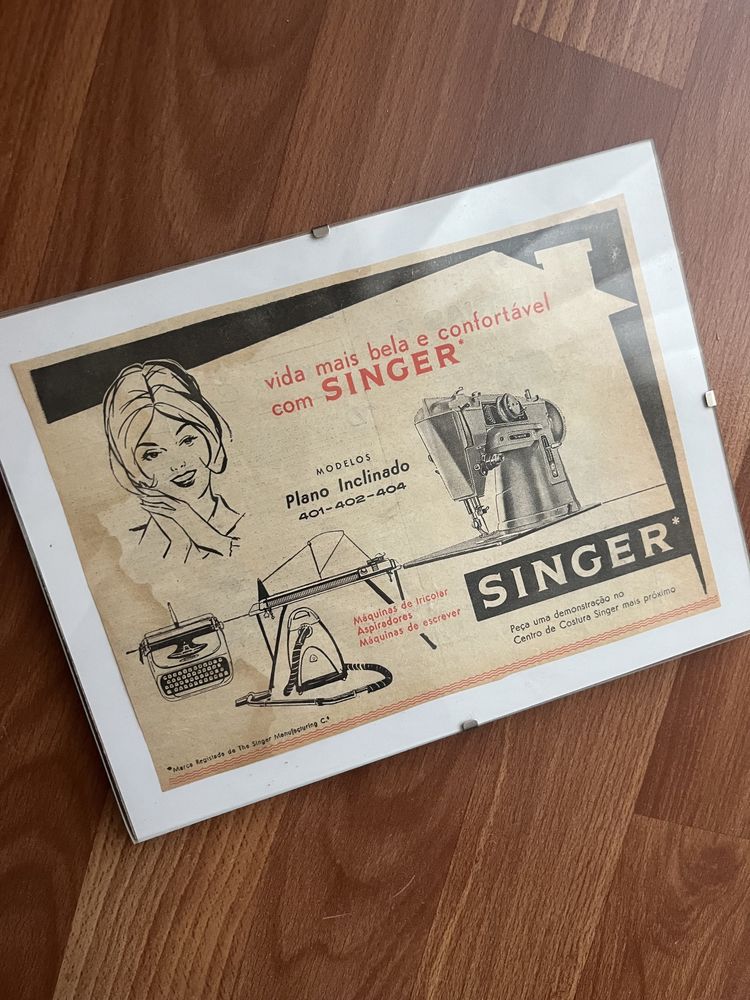 vida mais bela e confortável
com SINGER*
MODELOS
Plano Inclinado
401-402-404
Máquinas de tricotar
Aspiradores
Máquinas de escrever
SINGER*
Peça uma demonstração no
Centro de Costura Singer mais próximo
*Marca Registada da The Singer Manufacturing C.ª